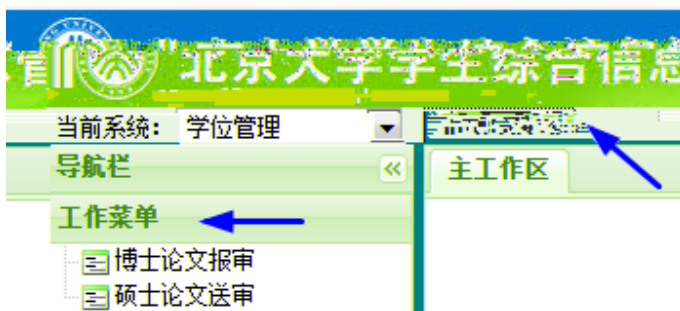 北京大学学生综合信息
当前系统： 学位管理
导航栏
主工作区
工作菜单
博士论文报审
硕士论文送审